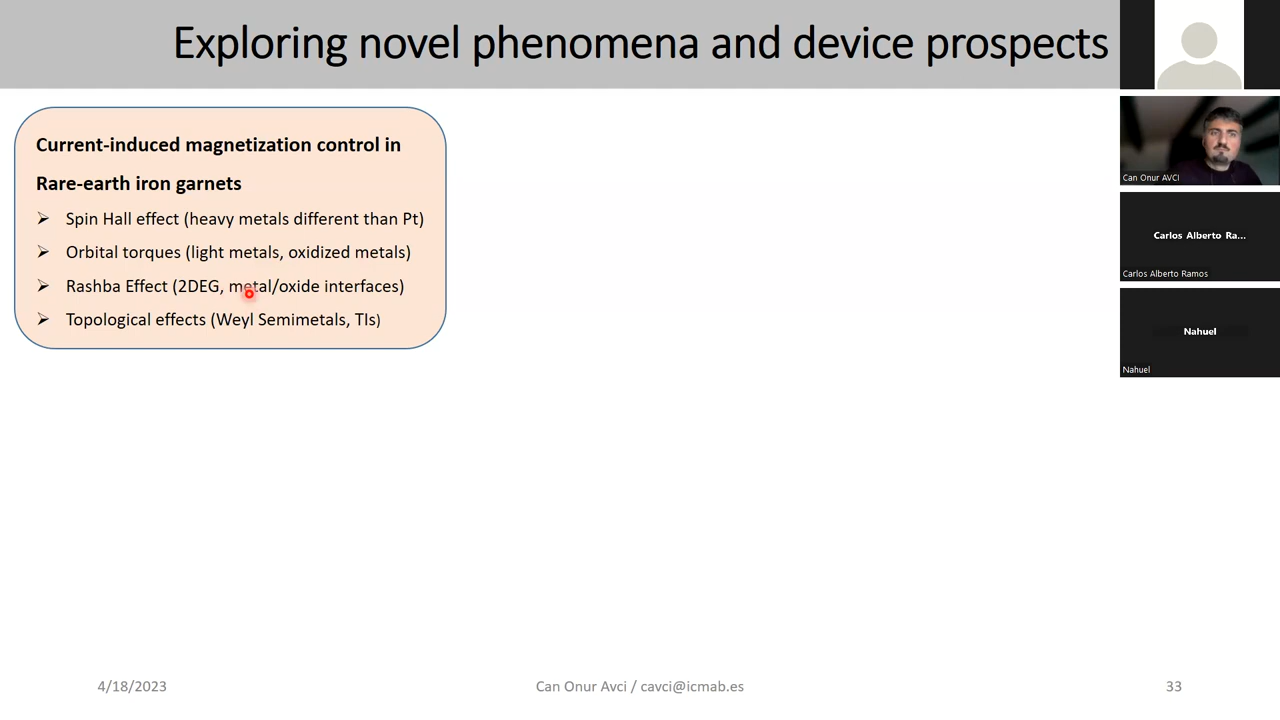 Exploring novel phenomena and device prospects
Current-induced magnetization control in
Rare-earth iron garnets
➢ Spin Hall effect (heavy metals different than Pt)
➢ Orbital torques (light metals, oxidized metals)
➢ Rashba Effect (2DEG, metal/oxide interfaces)
➢ Topological effects (Weyl Semimetals, TIs)
Can Onur AVCI
Carlos Alberto Ra...
Carlos Alberto Ramos
Nahuel
Nahuel
4/18/2023
Can Onur Avci / cavci@icmab.es
33